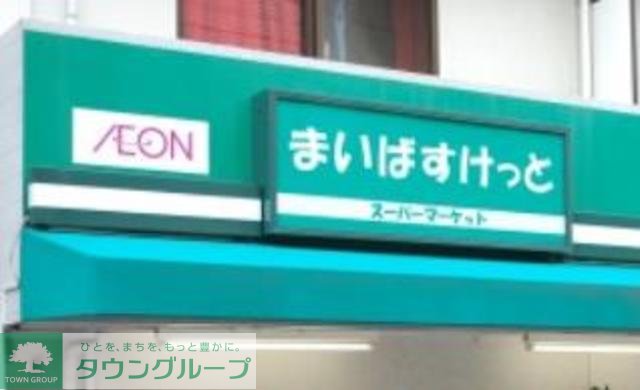 ÆON
まいばすけっと
スーパーマーケット
ひとを、まちを、もっと豊かに。
タウングループ
TOWN GROUP